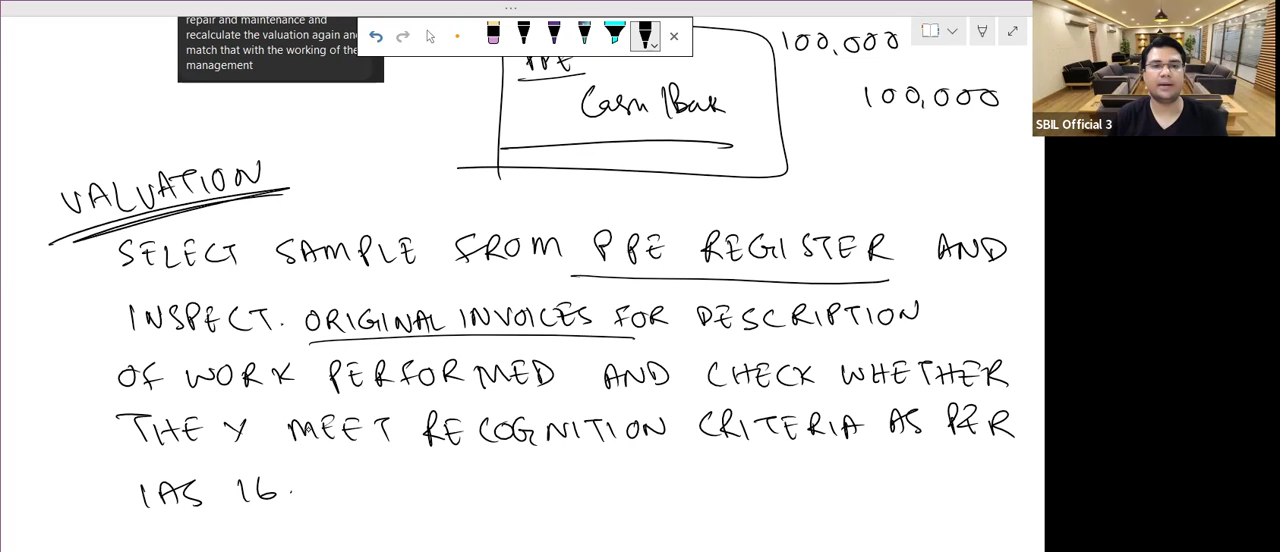 repair and maintenance and
recalculate the valuation again and
match that with the working of the
management
PPE
100,000
Cash/Bank
100,000
SBIL Official 3
VALUATION
SELECT SAMPLE FROM PPE REGISTER AND
INSPECT. ORIGINAL INVOICES FOR DESCRIPTION
OF WORK PERFORMED AND CHECK WHETHER
THEY MEET RECOGNITION CRITERIA AS PER
IAS 16.